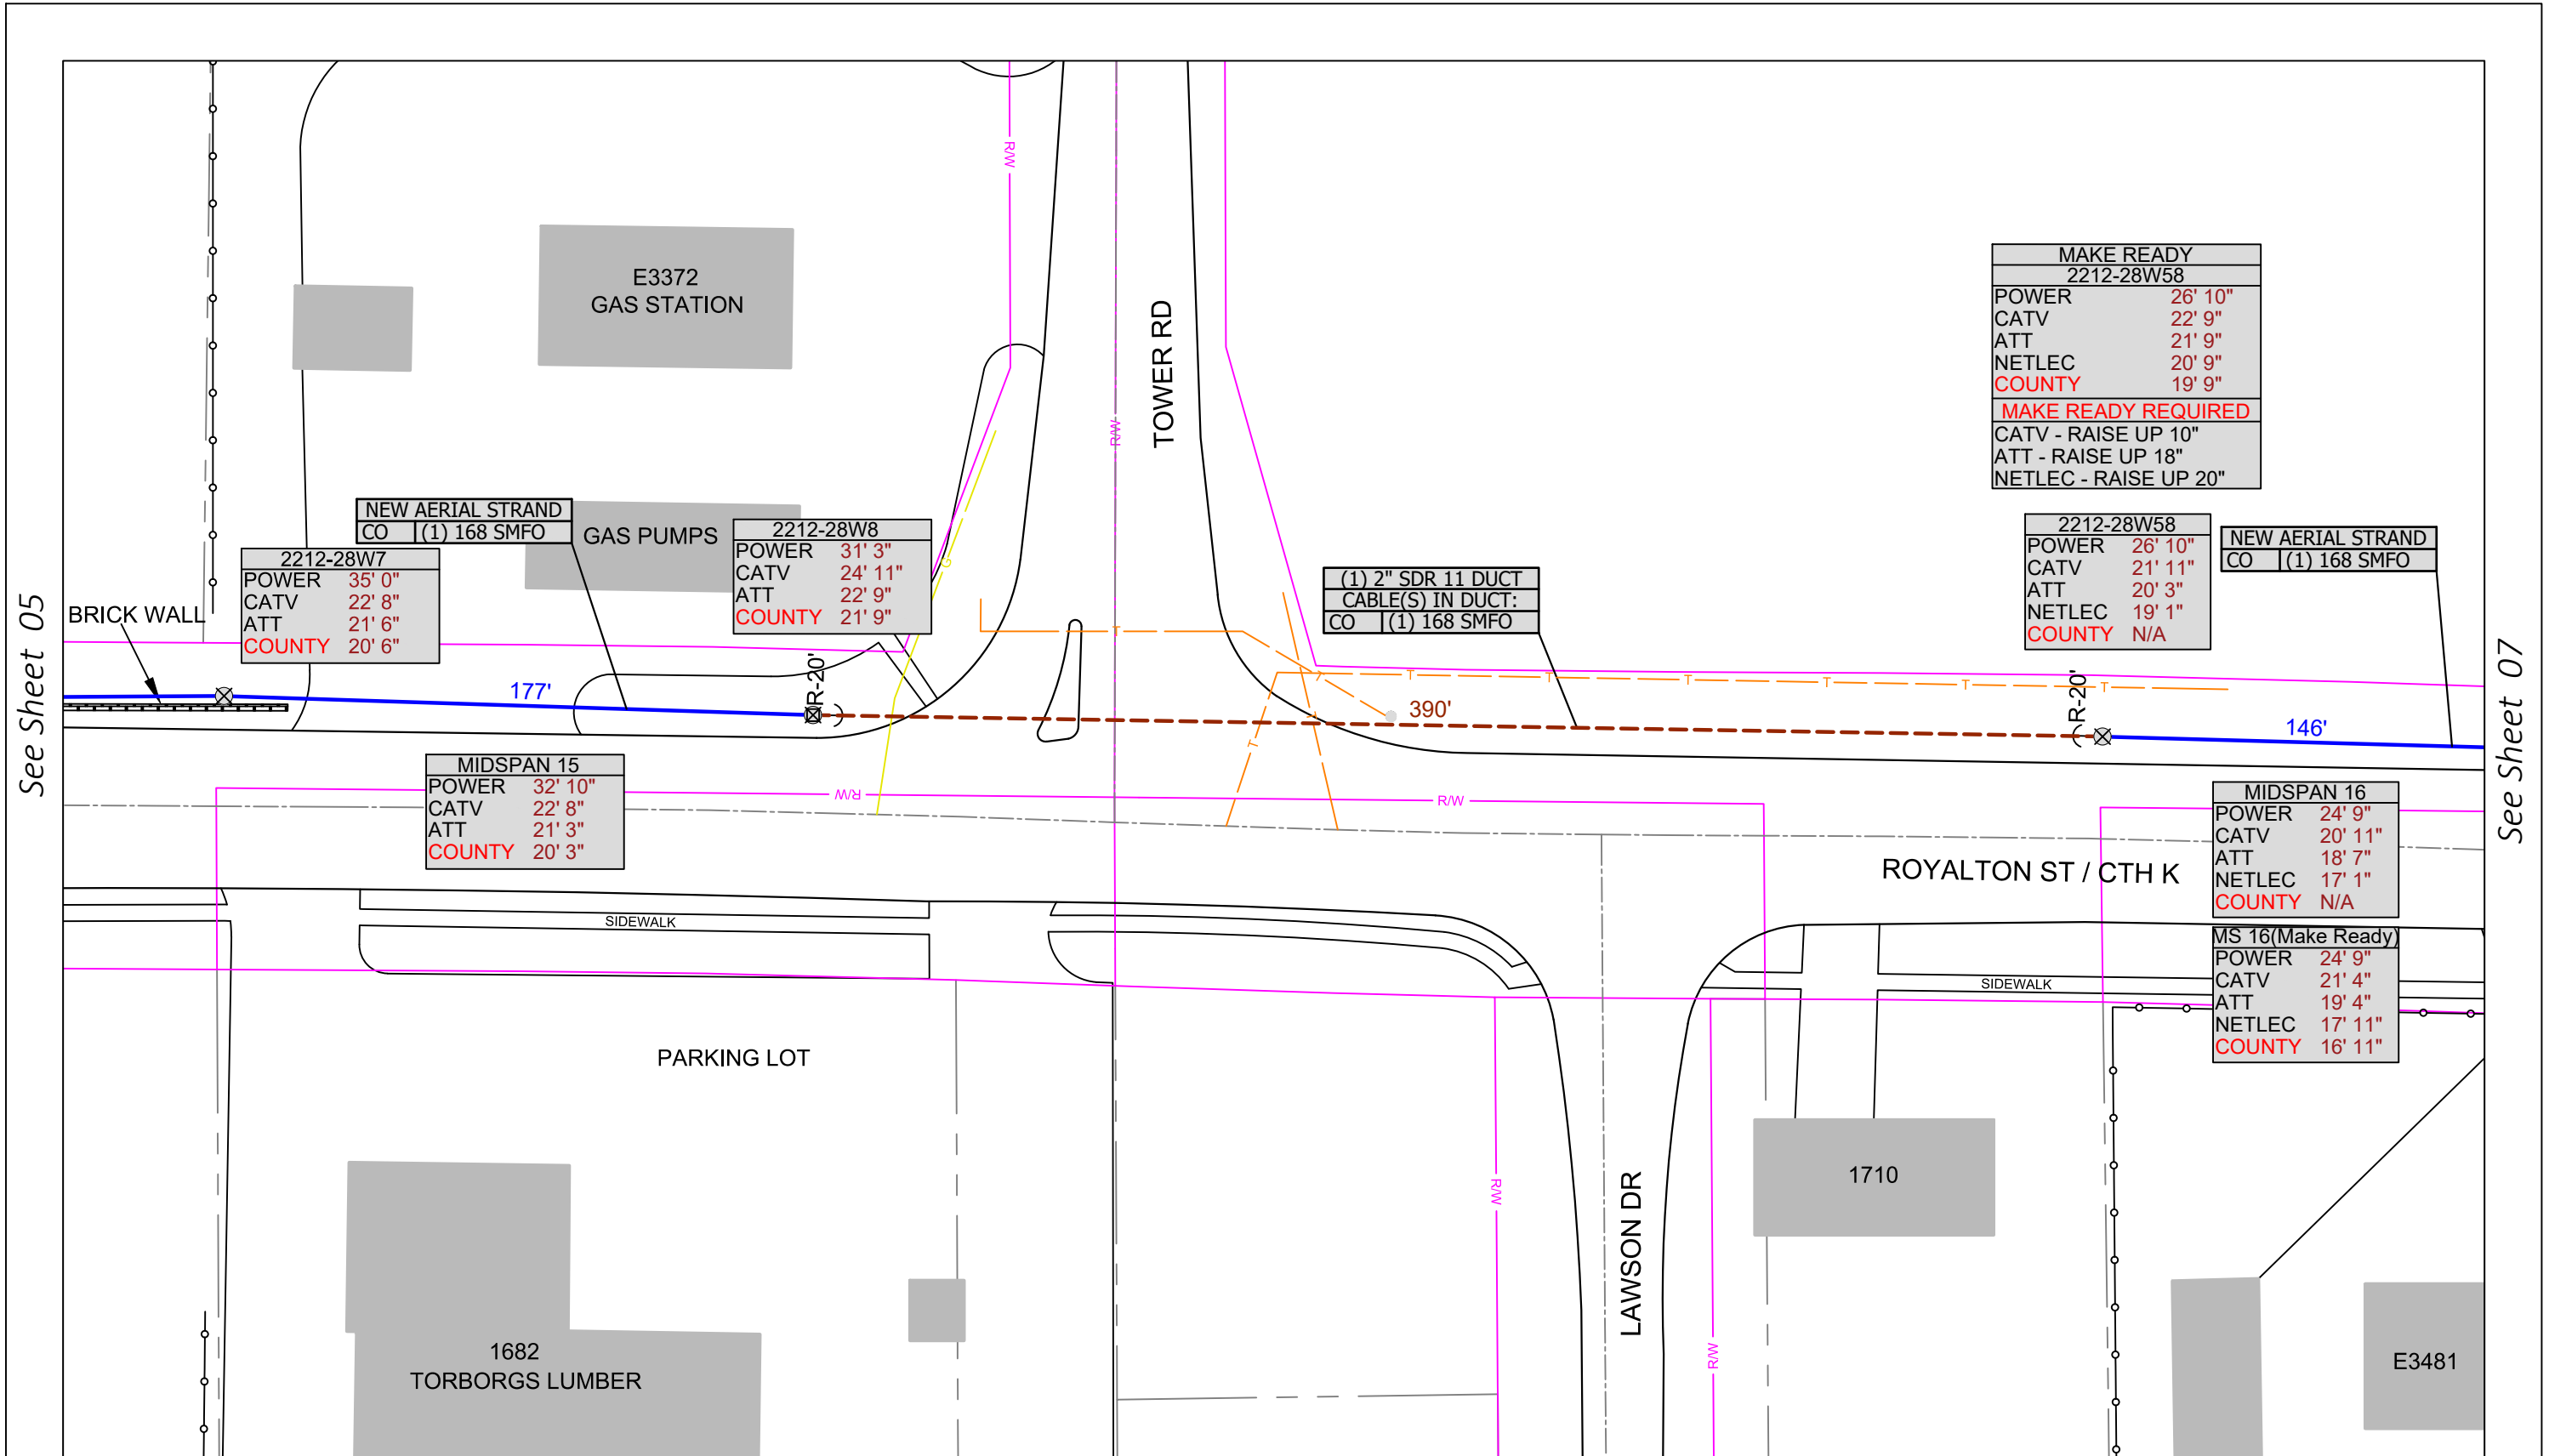 R/W
R/W
TOWER RD
E3372
GAS STATION
MAKE READY
2212-28W58
POWER 26' 10"
CATV 22' 9"
ATT 21' 9"
NETLEC 20' 9"
COUNTY 19' 9"
MAKE READY REQUIRED
CATV - RAISE UP 10"
ATT - RAISE UP 18"
NETLEC - RAISE UP 20"
NEW AERIAL STRAND
CO (1) 168 SMFO
GAS PUMPS
2212-28W7
POWER 35' 0"
CATV 22' 8"
ATT 21' 6"
COUNTY 20' 6"
2212-28W8
POWER 31' 3"
CATV 24' 11"
ATT 22' 9"
COUNTY 21' 9"
G
(1) 2" SDR 11 DUCT
CABLE(S) IN DUCT:
CO (1) 168 SMFO
2212-28W58
POWER 26' 10"
CATV 21' 11"
ATT 20' 3"
NETLEC 19' 1"
COUNTY N/A
NEW AERIAL STRAND
CO (1) 168 SMFO
See Sheet 05
BRICK WALL
177'
R-20'
T
T
T
T
T
T
T
T
T
T
T
390'
R-20'
146'
See Sheet 07
MIDSPAN 15
POWER 32' 10"
CATV 22' 8"
ATT 21' 3"
COUNTY 20' 3"
R/W
R/W
MIDSPAN 16
POWER 24' 9"
CATV 20' 11"
ATT 18' 7"
NETLEC 17' 1"
COUNTY N/A
ROYALTON ST / CTH K
MS 16(Make Ready)
POWER 24' 9"
CATV 21' 4"
ATT 19' 4"
NETLEC 17' 11"
COUNTY 16' 11"
SIDEWALK
SIDEWALK
PARKING LOT
R/W
LAWSON DR
R/W
1710
1682
TORBORGS LUMBER
E3481